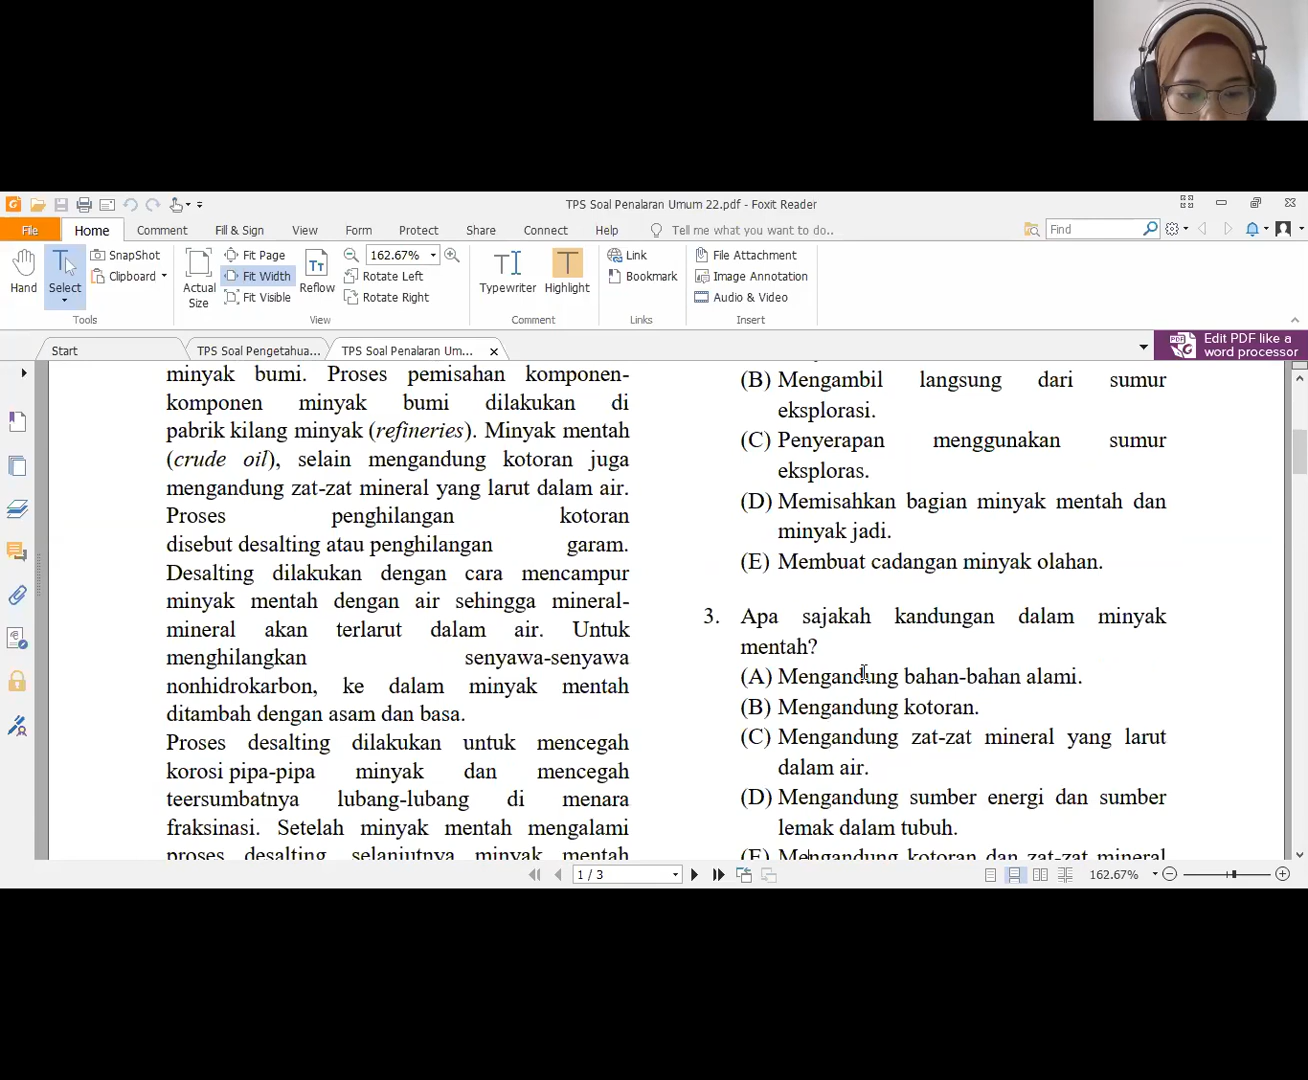 TPS Soal Penalaran Umum 22.pdf - Foxit Reader
File Home Comment Fill & Sign View Form Protect Share Connect Help Tell me what you want to do.. Find
Hand
Select
SnapShot
Clipboard
Tools
Actual
Size
Fit Page
Fit Width
Fit Visible
Reflow
162.67%
Rotate Left
Rotate Right
View
Typewriter
Highlight
Comment
Link
Bookmark
Links
File Attachment
Image Annotation
Audio & Video
Insert
Start TPS Soal Pengetahua... TPS Soal Penalaran Um...
Edit PDF like a
word processor
minyak bumi. Proses pemisahan komponen-
komponen minyak bumi dilakukan di
pabrik kilang minyak (refineries). Minyak mentah
(crude oil), selain mengandung kotoran juga
mengandung zat-zat mineral yang larut dalam air.
Proses penghilangan kotoran
disebut desalting atau penghilangan garam.
Desalting dilakukan dengan cara mencampur
minyak mentah dengan air sehingga mineral-
mineral akan terlarut dalam air. Untuk
menghilangkan senyawa-senyawa
nonhidrokarbon, ke dalam minyak mentah
ditambah dengan asam dan basa.
Proses desalting dilakukan untuk mencegah
korosi pipa-pipa minyak dan mencegah
teersumbatnya lubang-lubang di menara
fraksinasi. Setelah minyak mentah mengalami
proses desalting, selanjutnya minyak mentah
(B) Mengambil langsung dari sumur
eksplorasi.
(C) Penyerapan menggunakan sumur
eksploras.
(D) Memisahkan bagian minyak mentah dan
minyak jadi.
(E) Membuat cadangan minyak olahan.
3. Apa sajakah kandungan dalam minyak
mentah?
(A) Mengandung bahan-bahan alami.
(B) Mengandung kotoran.
(C) Mengandung zat-zat mineral yang larut
dalam air.
(D) Mengandung sumber energi dan sumber
lemak dalam tubuh.
(E) Mengandung kotoran dan zat-zat mineral
1 / 3
162.67%